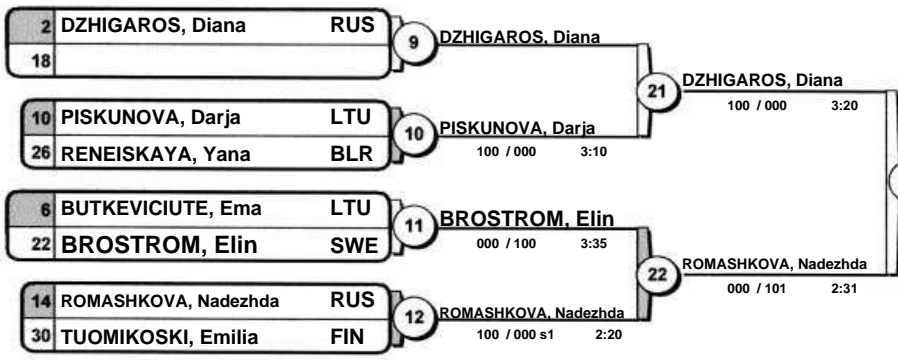 2 DZHIGAROS, Diana RUS
18
9
DZHIGAROS, Diana
10 PISKUNOVA, Darja LTU
26 RENEISKAYA, Yana BLR
10
PISKUNOVA, Darja
100 / 000 3:10
21
DZHIGAROS, Diana
100 / 000 3:20
6 BUTKEVICIUTE, Ema LTU
22 BROSTROM, Elin SWE
11
BROSTROM, Elin
000 / 100 3:35
14 ROMASHKOVA, Nadezhda RUS
30 TUOMIKOSKI, Emilia FIN
12
ROMASHKOVA, Nadezhda
100 / 000 s1 2:20
22
ROMASHKOVA, Nadezhda
000 / 101 2:31